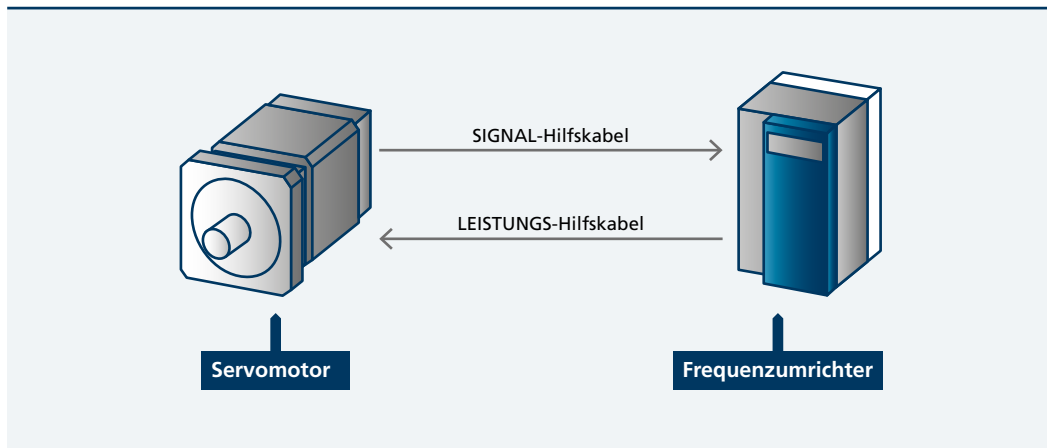 SIGNAL-Hilfskabel
LEISTUNGS-Hilfskabel
Servomotor
Frequenzumrichter